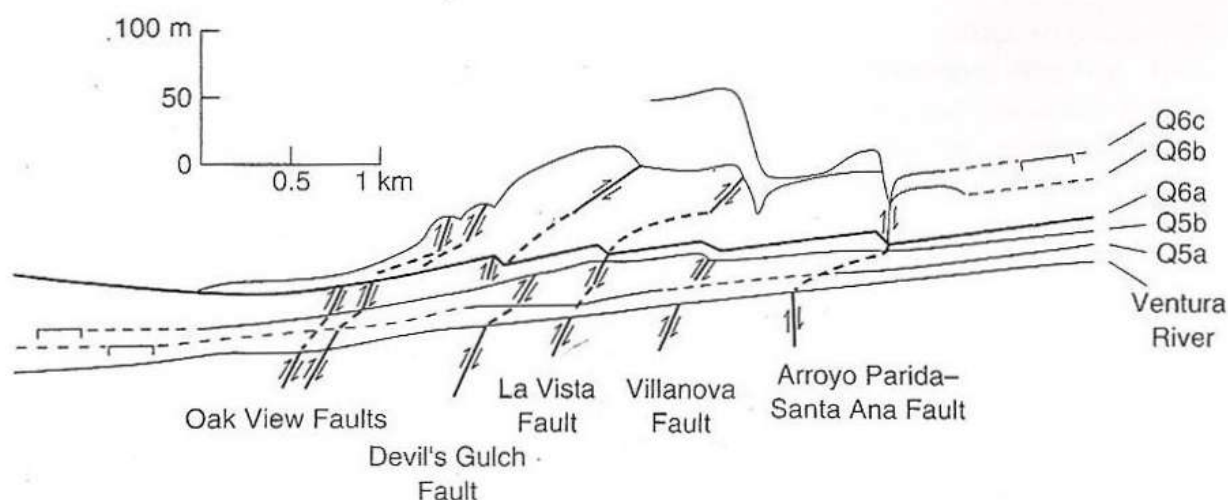 100 m
50
0
0.5
1 km
Q6c
Q6b
Q6a
Q5b
Q5a
Ventura
River
Oak View Faults
Devil's Gulch
Fault
La Vista
Fault
Villanova
Fault
Arroyo Parida–
Santa Ana Fault